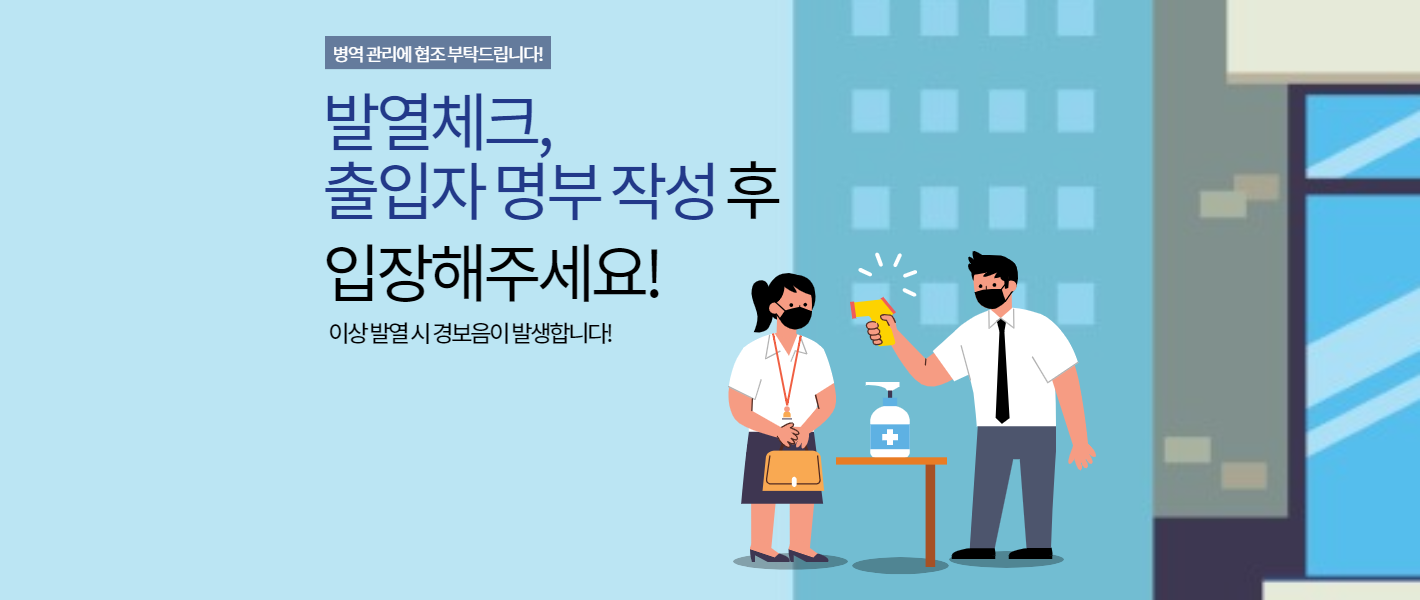 병역 관리에 협조 부탁드립니다!
발열체크,
출입자 명부 작성 후
입장해주세요!
이상 발열 시 경보음이 발생합니다!